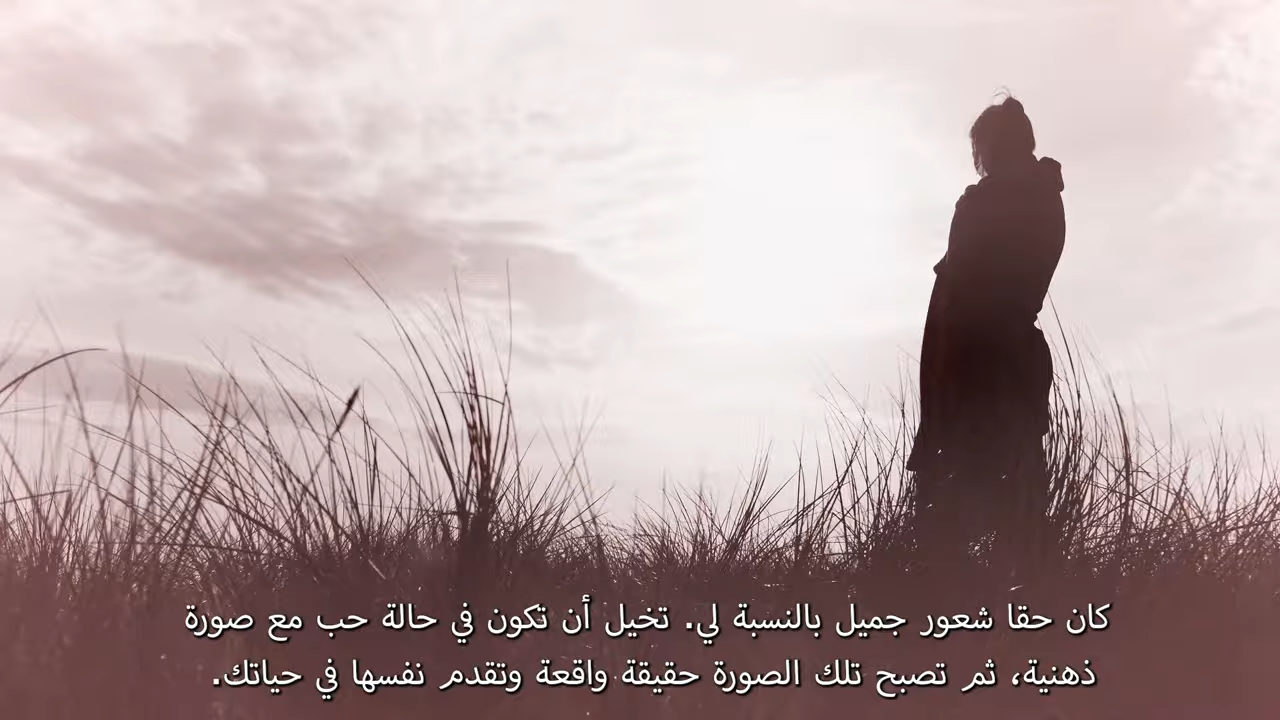 كان حقا شعور جميل بالنسبة لي. تخيل أن تكون في حالة حب مع صورة
ذهنية، ثم تصبح تلك الصورة حقيقة واقعة وتقدم نفسها في حياتك.